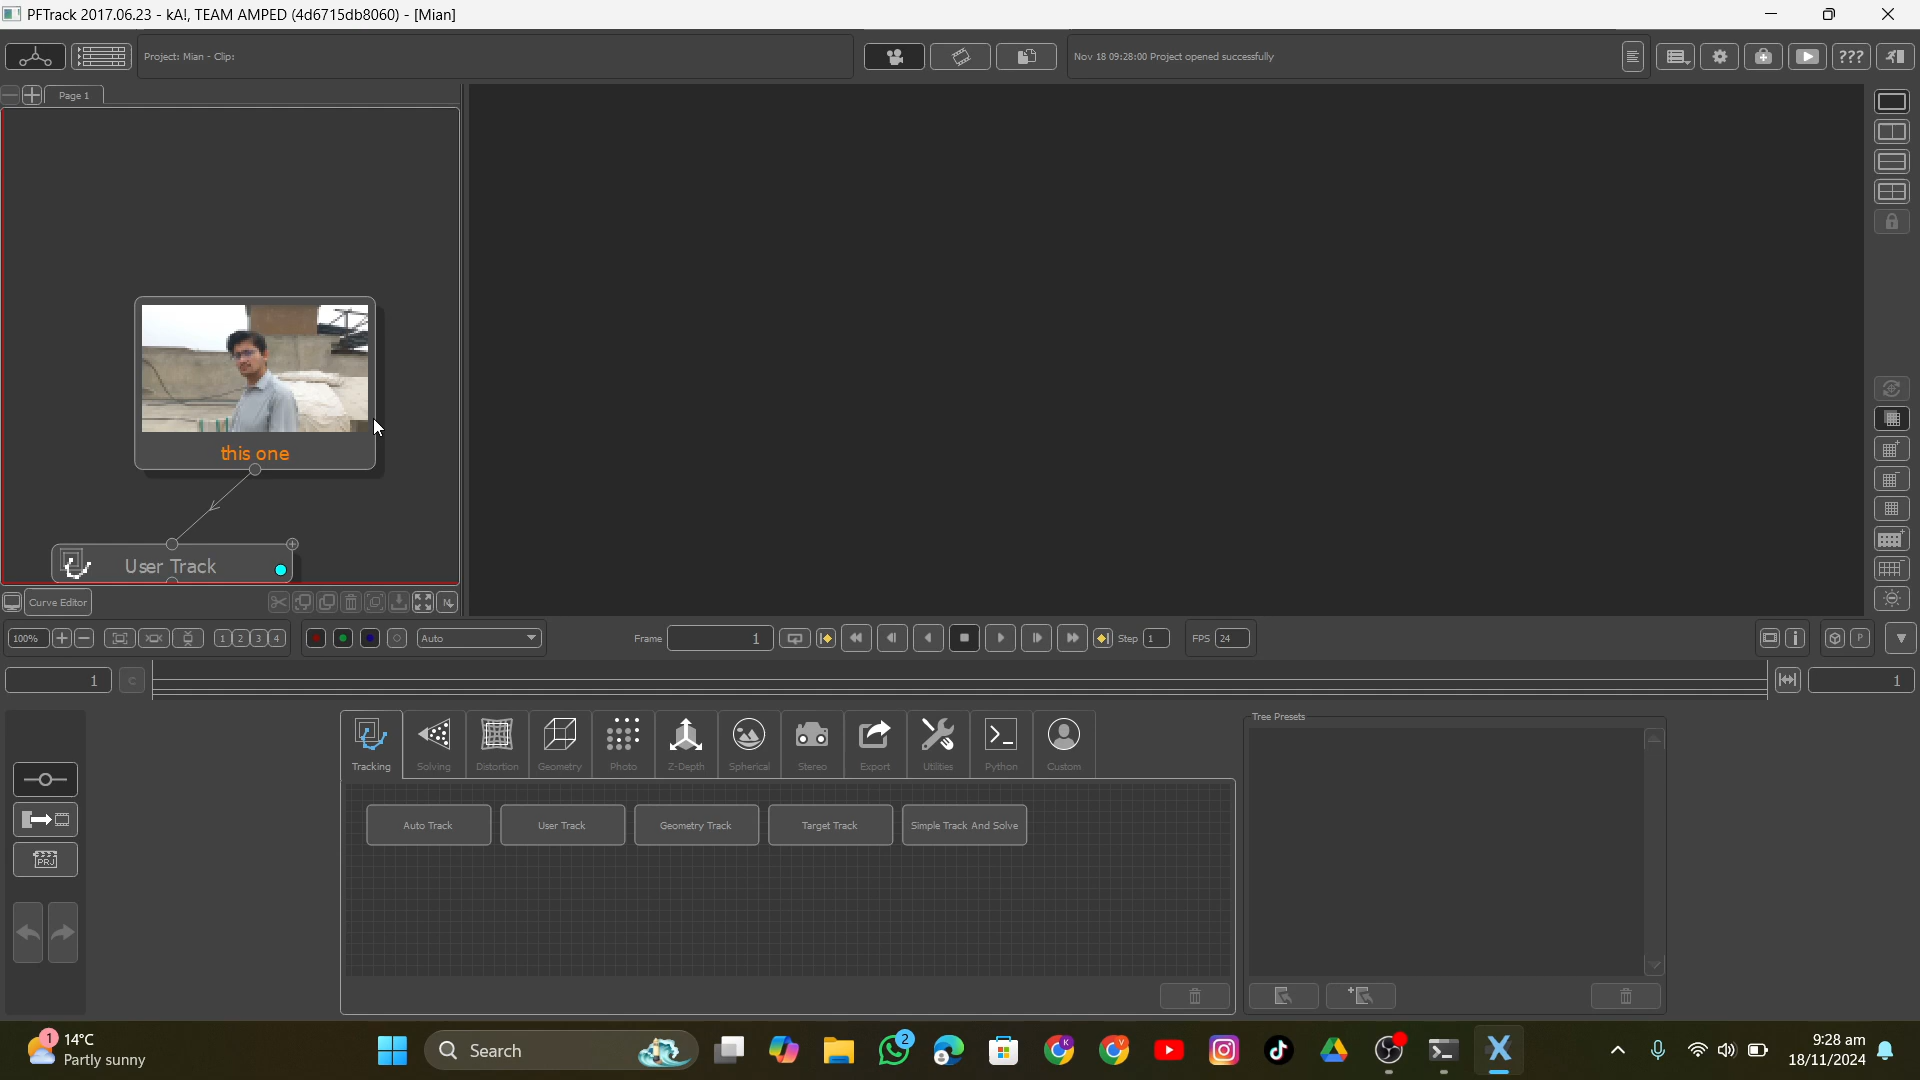 PFTrack 2017.06.23 - kA!, TEAM AMPED (4d6715db8060) - [Mian]
Project: Mian - Clip:
Nov 18 09:28:00 Project opened successfully
???
Page 1
this one
User Track
Curve Editor
100%
1 2 3 4
Auto
Frame 1
Step 1
FPS 24
P
1
C
1
Tracking
Solving
Distortion
Geometry
Photo
Z-Depth
Spherical
Stereo
Export
Utilities
Python
Custom
Tree Presets
Auto Track
User Track
Geometry Track
Target Track
Simple Track And Solve
PRJ
1
14°C
Partly sunny
Search
2
K
V
9:28 am
18/11/2024